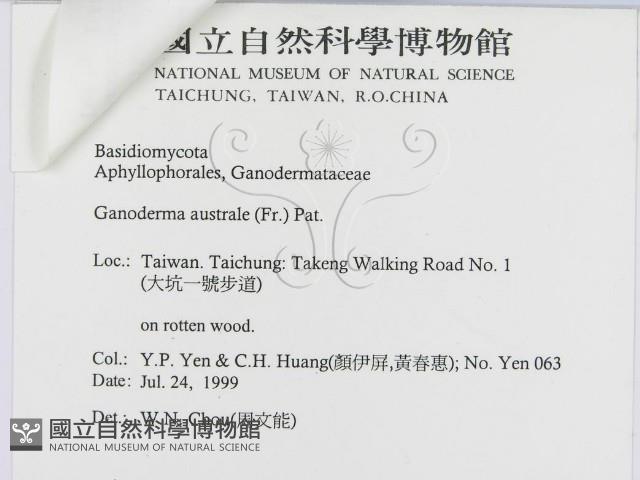 國立自然科學博物館
NATIONAL MUSEUM OF NATURAL SCIENCE
TAICHUNG, TAIWAN, R.O.CHINA
Basidiomycota
Aphyllophorales, Ganodermataceae
Ganoderma australe (Fr.) Pat.
Loc.: Taiwan. Taichung: Takeng Walking Road No. 1
(大坑一號步道)
on rotten wood.
Col.: Y.P. Yen & C.H. Huang(顏伊屏,黃春惠); No. Yen 063
Date: Jul. 24, 1999
Det.: W.N. Chou(周文能)
國立自然科學博物館
NATIONAL MUSEUM OF NATURAL SCIENCE